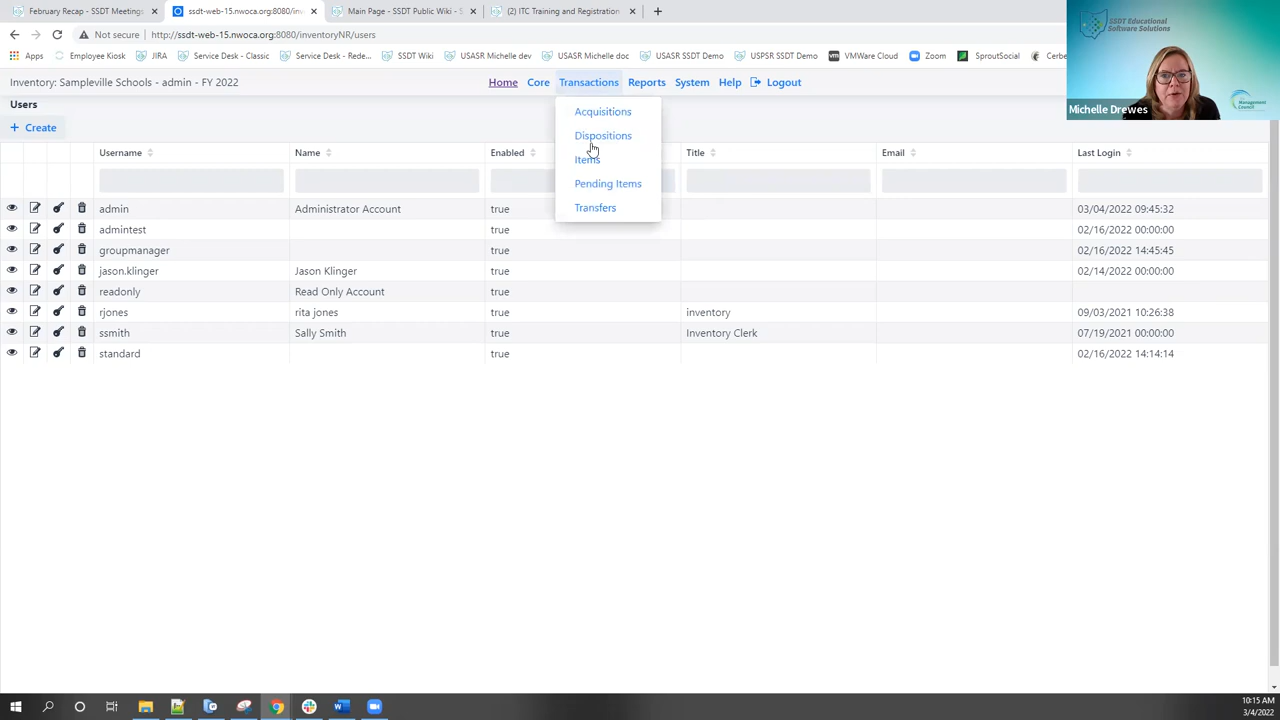 February Recap - SSDT Meetings
ssdt-web-15.nwoca.org:8080/inver
Main Page - SSDT Public Wiki - S
(2) ITC Training and Registration
Not secure
http://ssdt-web-15.nwoca.org:8080/inventoryNR/users
Apps
Employee Kiosk
JIRA
Service Desk - Classic
Service Desk - Rede...
SSDT Wiki
USASR Michelle dev
USASR Michelle doc
USASR SSDT Demo
USPSR SSDT Demo
VMWare Cloud
Zoom
SproutSocial
Cerbe
SSDT Educational
Software Solutions
Management
Council
Michelle Drewes
Inventory: Sampleville Schools - admin - FY 2022
Home Core Transactions Reports System Help Logout
Users
+ Create
Acquisitions
Dispositions
Items
Pending Items
Transfers
Username Name Enabled Title Email Last Login
admin Administrator Account true 03/04/2022 09:45:32
admintest true 02/16/2022 00:00:00
groupmanager true 02/16/2022 14:45:45
jason.klinger Jason Klinger true 02/14/2022 00:00:00
readonly Read Only Account true
rjones rita jones true inventory 09/03/2021 10:26:38
ssmith Sally Smith true Inventory Clerk 07/19/2021 00:00:00
standard true 02/16/2022 14:14:14
10:15 AM
3/4/2022